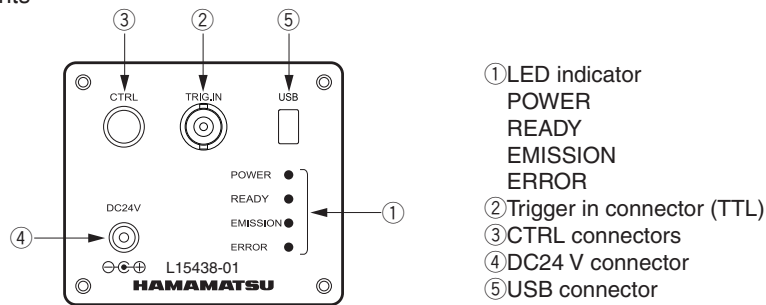 nts
③ ② ⑤
CTRL TRIG.IN USB
POWER
READY
EMISSION
ERROR
①
DC24V
④
L15438-01
HAMAMATSU
①LED indicator
POWER
READY
EMISSION
ERROR
②Trigger in connector (TTL)
③CTRL connectors
④DC24 V connector
⑤USB connector